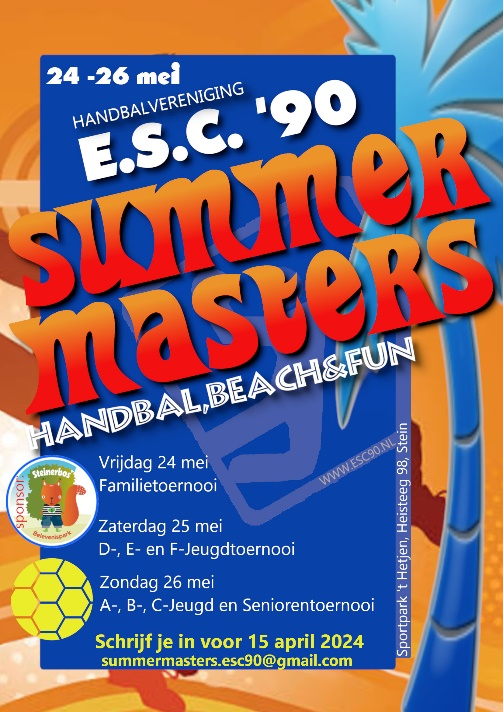 24 -26 mei
HANDBALVERENIGING
E.S.C. '90
summer
masters
HANDBAL,BEACH&FUN
WWW.ESC90.NL
sponsor
Steinerbos
Belevenispark
Vrijdag 24 mei
Familietoernooi
Zaterdag 25 mei
D-, E- en F-Jeugdtoernooi
Zondag 26 mei
A-, B-, C-Jeugd en Seniorentoernooi
Sportpark 't Hetjen, Heisteeg 98, Stein
Schrijf je in voor 15 april 2024
summermasters.esc90@gmail.com